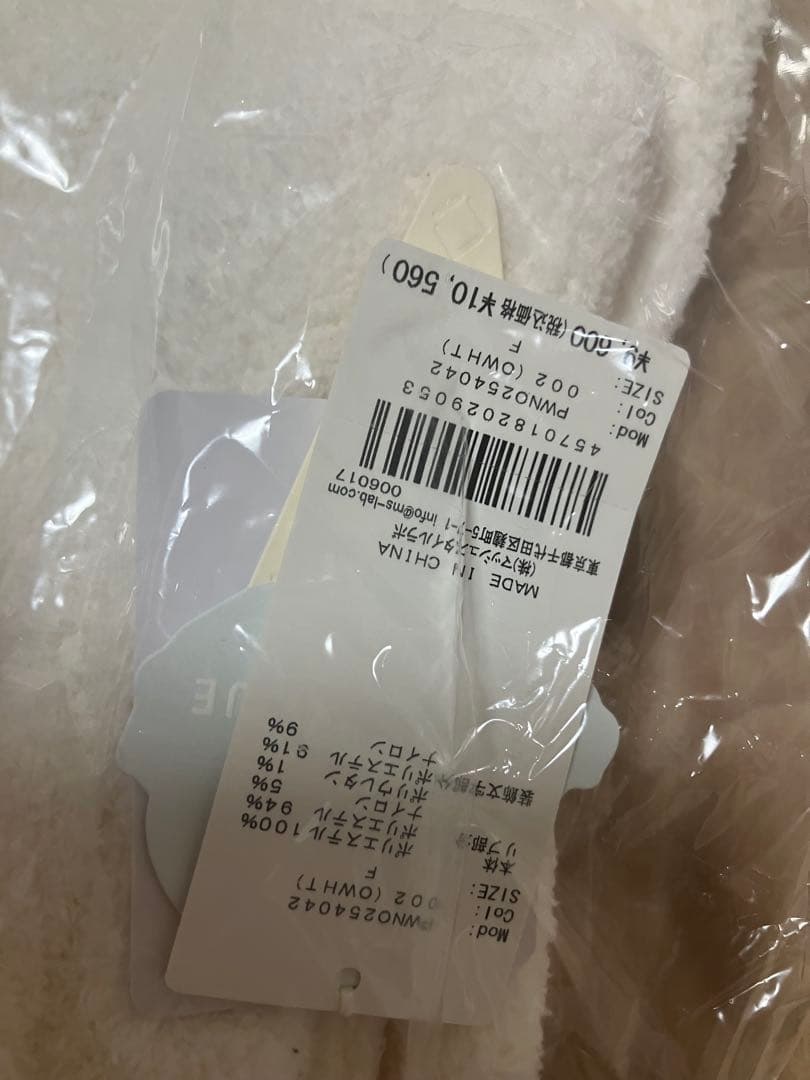 Mod: PWNO254042
Col: 002 (OWHT)
SIZE: F
本体 ポリエステル 100%
リブ部分 ポリエステル 94%
ナイロン 5%
ポリウレタン 1%
装飾文字部分 ポリエステル 91%
ナイロン 9%
MADE IN CHINA
(株)マッシュスタイルラボ
東京都千代田区麹町5-
info@ms-lab.com
006017
4570182029053
Mod: PWNO254042
Col: 002 (OWHT)
SIZE: F
¥9,600 (税込価格 ¥10,560)
UE